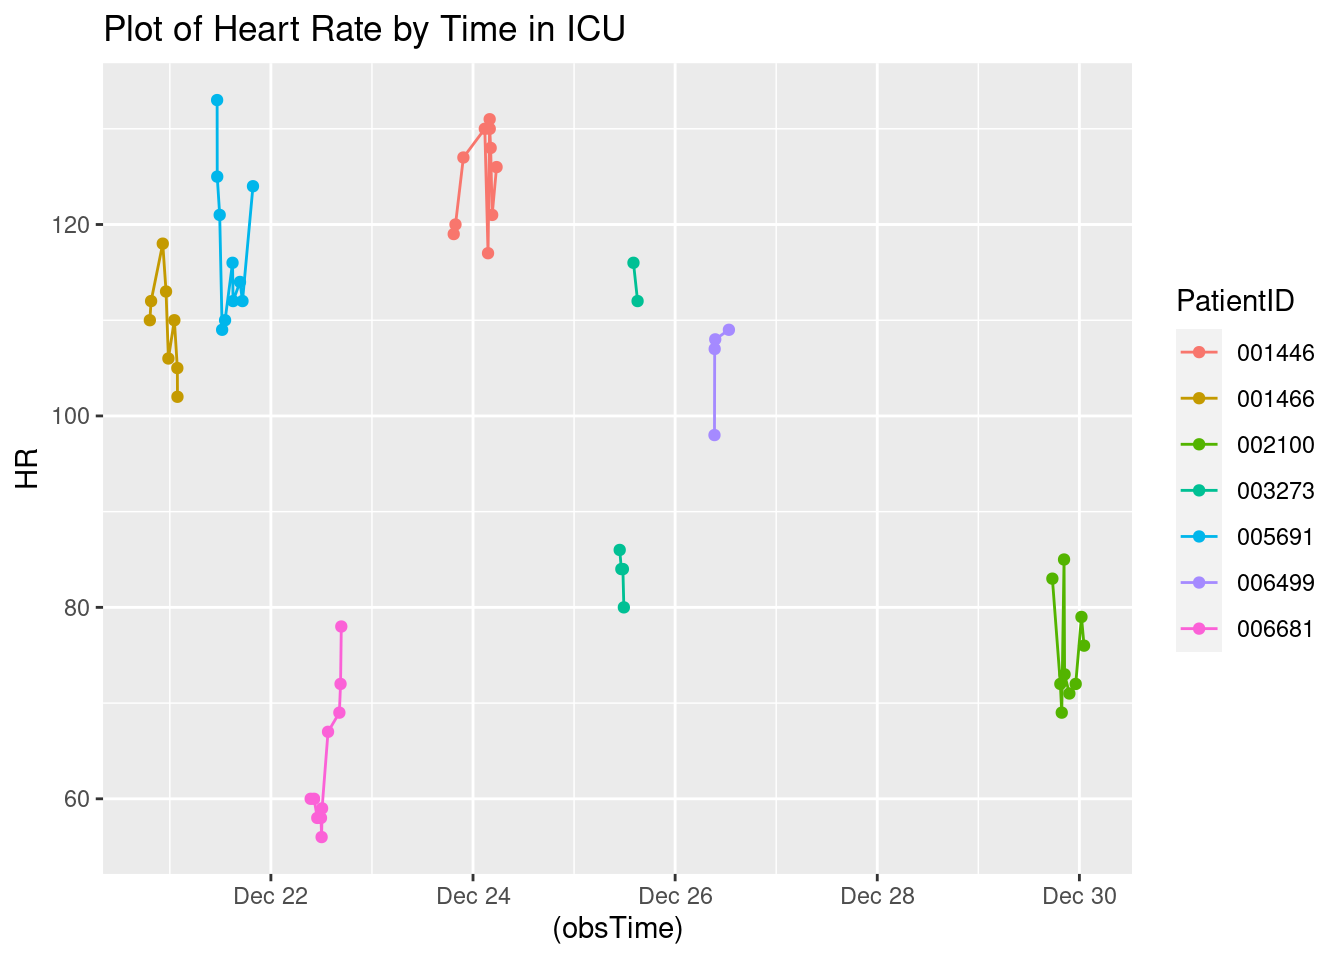 Plot of Heart Rate by Time in ICU
120
100
80
60
HR
Dec 22
Dec 24
Dec 26
Dec 28
Dec 30
(obsTime)
PatientID
001446
001466
002100
003273
005691
006499
006681